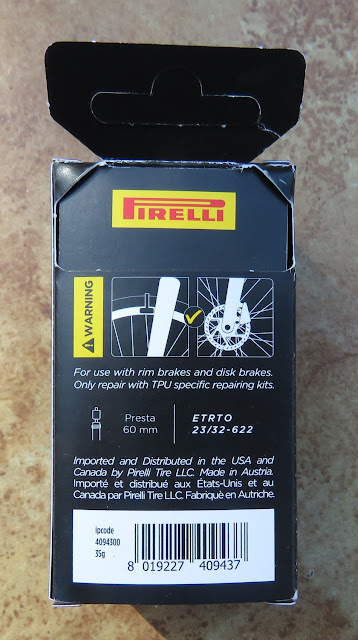 PIRELLI
WARNING
For use with rim brakes and disk brakes.
Only repair with TPU specific repairing kits.
Presta
60 mm
ETRTO
23/32-622
Imported and Distributed in the USA and
Canada by Pirelli Tire LLC. Made in Austria.
Importé et distribué aux États-Unis et au
Canada par Pirelli Tire LLC. Fabriquè en Autriche.
ipcode
4094300
35g
8 019227 409437